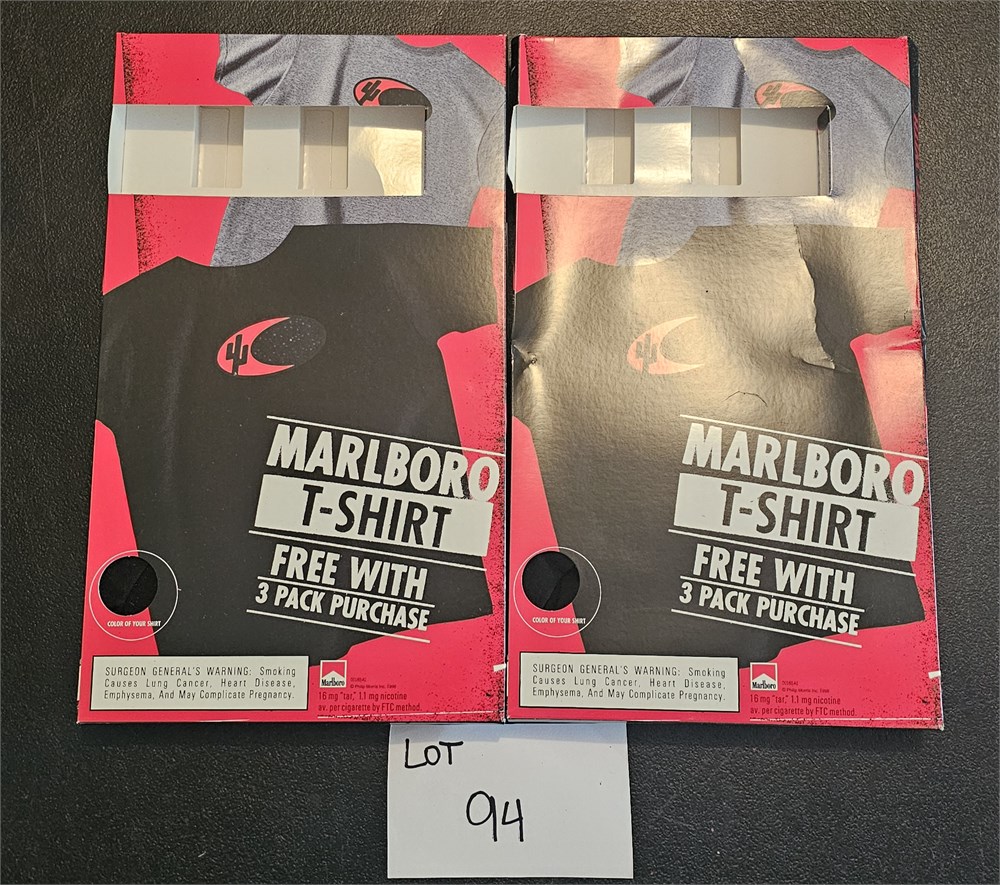 MARLBORO
T-SHIRT
FREE WITH
3 PACK PURCHASE
COLOR OF YOUR SHIRT
SURGEON GENERAL'S WARNING: Smoking
Causes Lung Cancer, Heart Disease,
Emphysema, And May Complicate Pregnancy.
Marlboro
16 mg "tar," 1.1 mg nicotine
av. per cigarette by FTC method.
MARLBORO
T-SHIRT
FREE WITH
3 PACK PURCHASE
COLOR OF YOUR SHIRT
SURGEON GENERAL'S WARNING: Smoking
Causes Lung Cancer, Heart Disease,
Emphysema, And May Complicate Pregnancy.
Marlboro
16 mg "tar," 1.1 mg nicotine
av. per cigarette by FTC method.
LOT
94